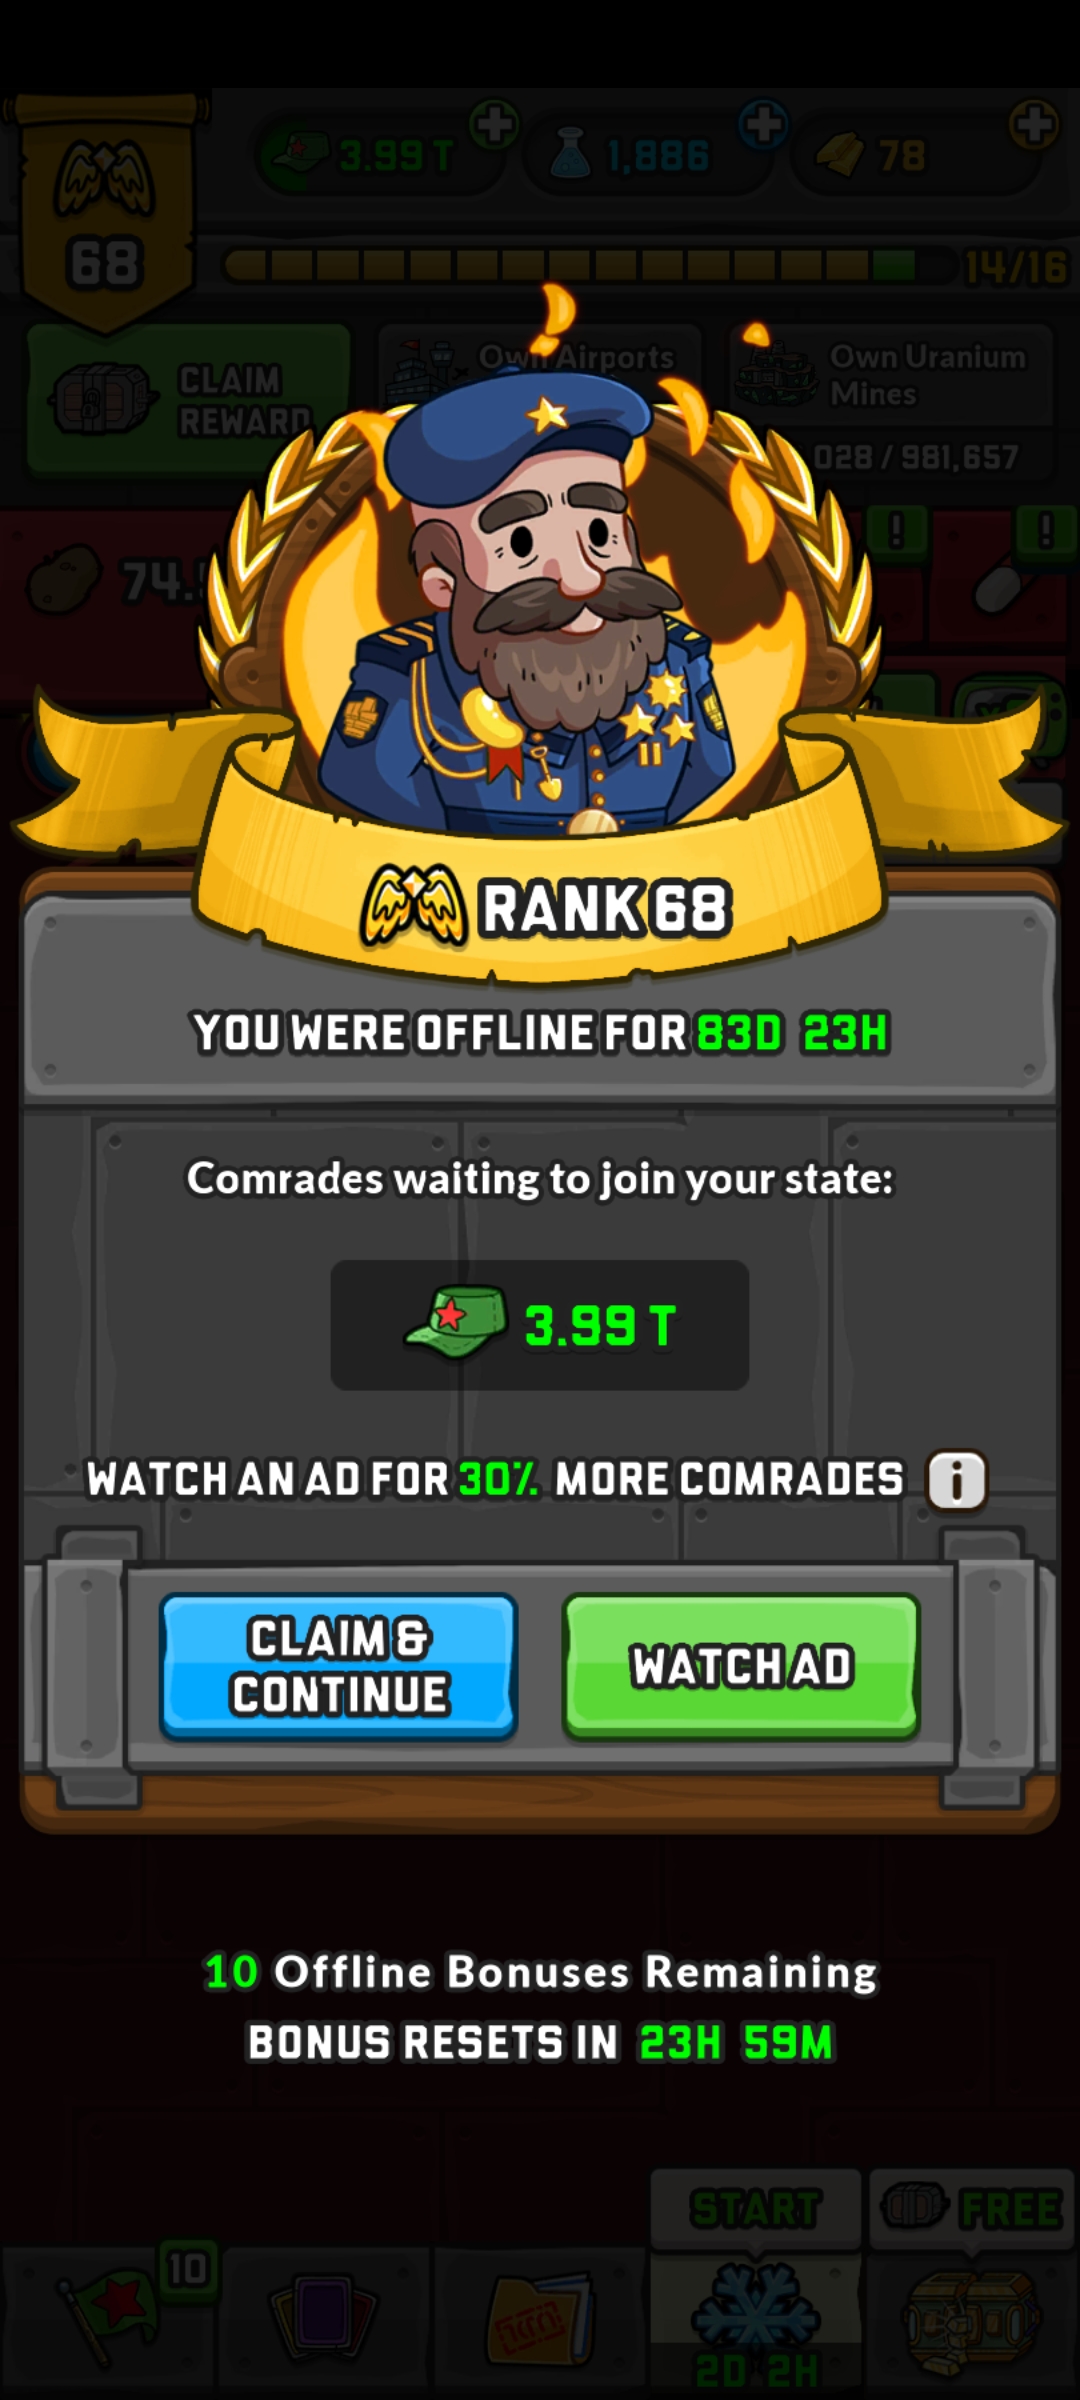 3.99 T
1,886
78
68
14/16
CLAIM
REWARD
Own Airports
Own Uranium
Mines
028 / 981,657
!
!
74.
RANK 68
YOU WERE OFFLINE FOR 83D 23H
Comrades waiting to join your state:
3.99 T
WATCH AN AD FOR 30% MORE COMRADES
i
CLAIM &
CONTINUE
WATCH AD
10 Offline Bonuses Remaining
BONUS RESETS IN 23H 59M
START
FREE
10
2D 2H